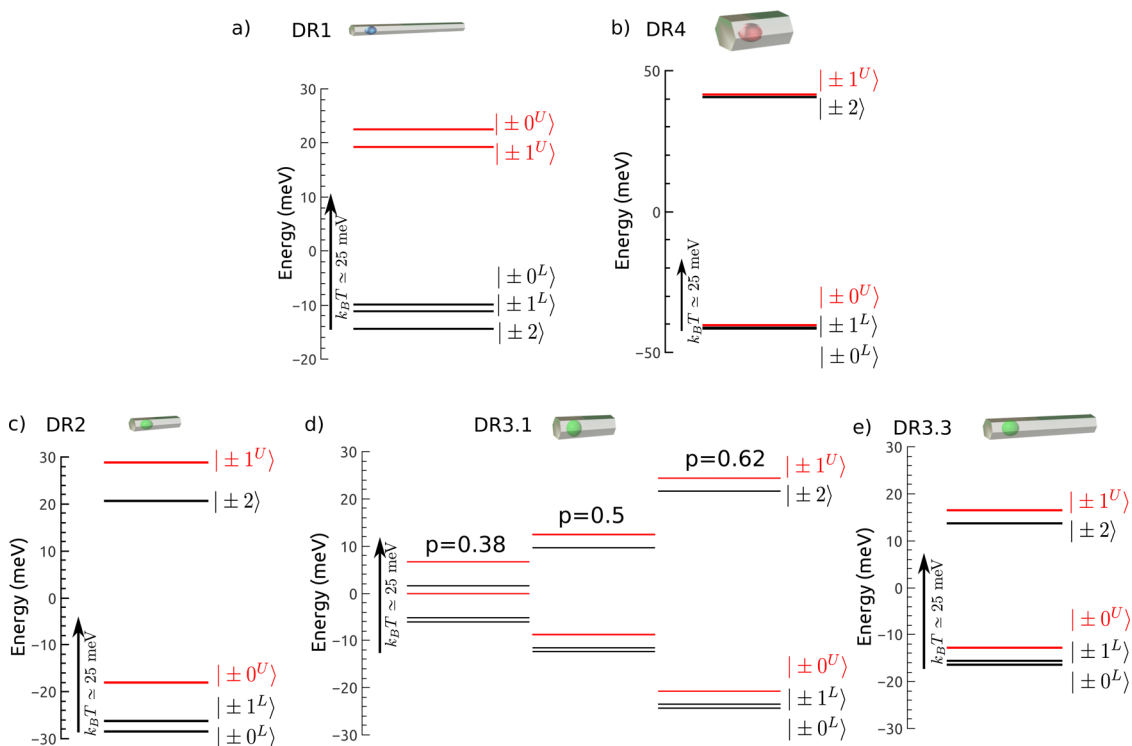 a) DR1
30
20
10
0
−10
−20
Energy (meV)
k_BT ≃ 25 meV
| ± 0^U⟩
| ± 1^U⟩
| ± 0^L⟩
| ± 1^L⟩
| ± 2⟩
b) DR4
50
0
−50
Energy (meV)
k_BT ≃ 25 meV
| ± 1^U⟩
| ± 2⟩
| ± 0^U⟩
| ± 1^L⟩
| ± 0^L⟩
c) DR2
30
20
10
0
−10
−20
−30
Energy (meV)
k_BT ≃ 25 meV
| ± 1^U⟩
| ± 2⟩
| ± 0^U⟩
| ± 1^L⟩
| ± 0^L⟩
d) DR3.1
30
20
10
0
−10
−20
−30
Energy (meV)
k_BT ≃ 25 meV
p=0.38
p=0.5
p=0.62
| ± 1^U⟩
| ± 2⟩
| ± 0^U⟩
| ± 1^L⟩
| ± 0^L⟩
e) DR3.3
30
20
10
0
−10
−20
−30
Energy (meV)
k_BT ≃ 25 meV
| ± 1^U⟩
| ± 2⟩
| ± 0^U⟩
| ± 1^L⟩
| ± 0^L⟩